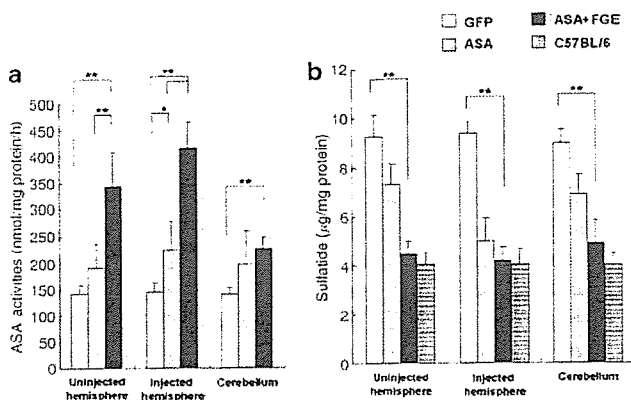 GFP
ASA+FGE
ASA
C57BL/6
a
ASA activities (nmol/mg protein/h)
500
450
400
350
300
250
200
150
100
50
0
**
**
**
*
**
Uninjected hemisphere
Injected hemisphere
Cerebellum
b
Sulfatide (μg/mg protein)
12
10
8
6
4
2
0
**
**
**
Uninjected hemisphere
Injected hemisphere
Cerebellum